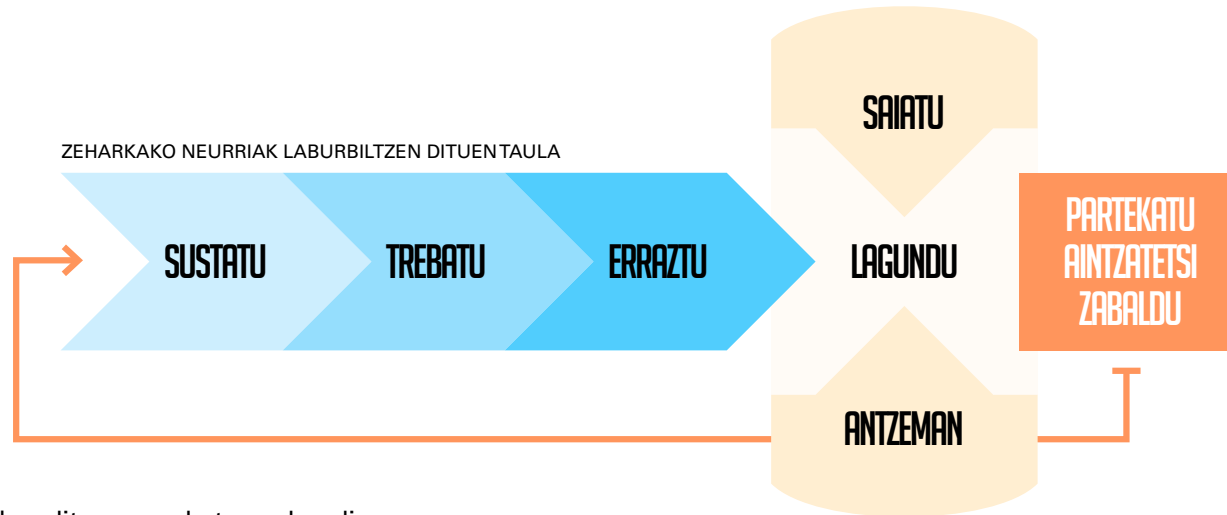 ZEHARKAKO NEURRIAK LABURBILTZEN DITUEN TAULA
SUSTATU
TREBATU
ERRAZTU
SAIATU
LAGUNDU
ANTZEMAN
PARTEKATU
AINTZATETSI
ZABALDU